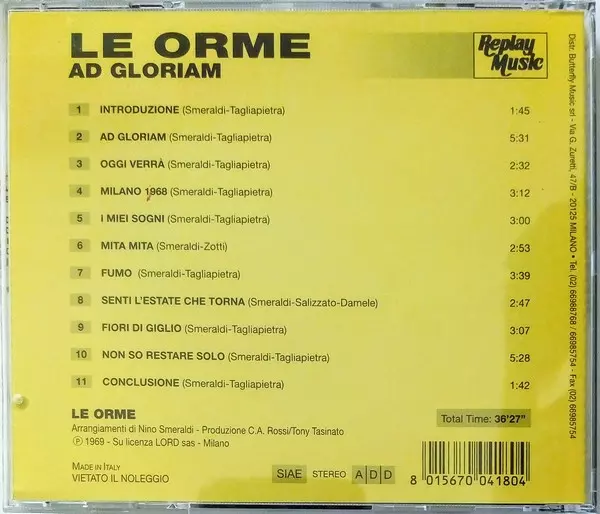 LE ORME
AD GLORIAM
Replay
Music
1 INTRODUZIONE (Smeraldi-Tagliapietra) 1:45
2 AD GLORIAM (Smeraldi-Tagliapietra) 5:31
3 OGGI VERRÀ (Smeraldi-Tagliapietra) 2:32
4 MILANO 1968 (Smeraldi-Tagliapietra) 3:12
5 I MIEI SOGNI (Smeraldi-Tagliapietra) 3:00
6 MITA MITA (Smeraldi-Zotti) 2:53
7 FUMO (Smeraldi-Tagliapietra) 3:39
8 SENTI L'ESTATE CHE TORNA (Smeraldi-Salizzato-Damele) 2:47
9 FIORI DI GIGLIO (Smeraldi-Tagliapietra) 3:07
10 NON SO RESTARE SOLO (Smeraldi-Tagliapietra) 5:28
11 CONCLUSIONE (Smeraldi-Tagliapietra) 1:42
LE ORME
Total Time: 36'27"
Arrangiamenti di Nino Smeraldi - Produzione C.A. Rossi/Tony Tasinato
℗ 1969 - Su licenza LORD sas - Milano
MADE IN ITALY
VIETATO IL NOLEGGIO
SIAE STEREO A D D
8 015670 041804
Distr. Butterfly Music srl - Via G. Zuretti, 47/B - 20125 MILANO • Tel. (02) 66988768 / 66985754 - Fax (02) 66985754